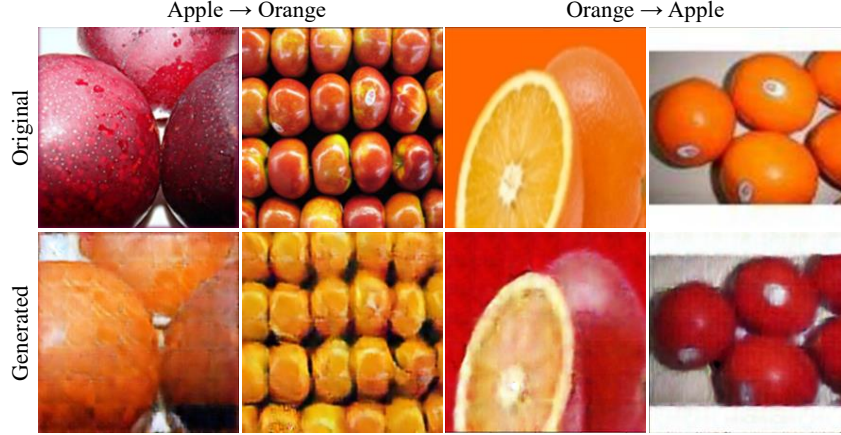 Apple → Orange
Orange → Apple
Original
Generated